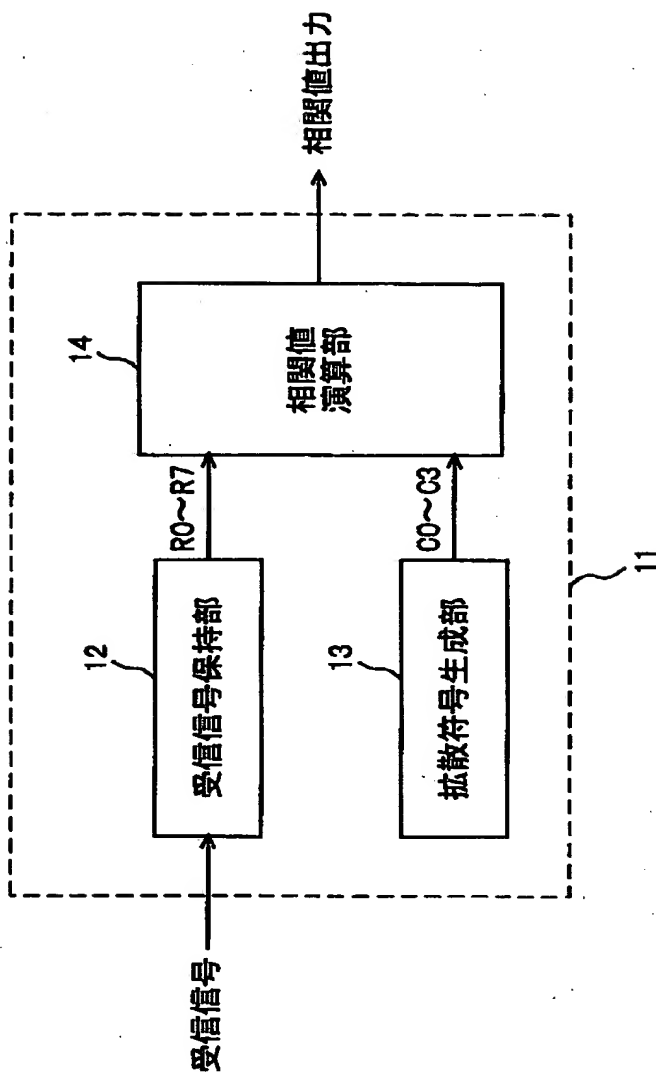 受信信号
12
受信信号保持部
R0〜R7
13
拡散符号生成部
C0〜C3
14
相関値
演算部
相関値出力
11